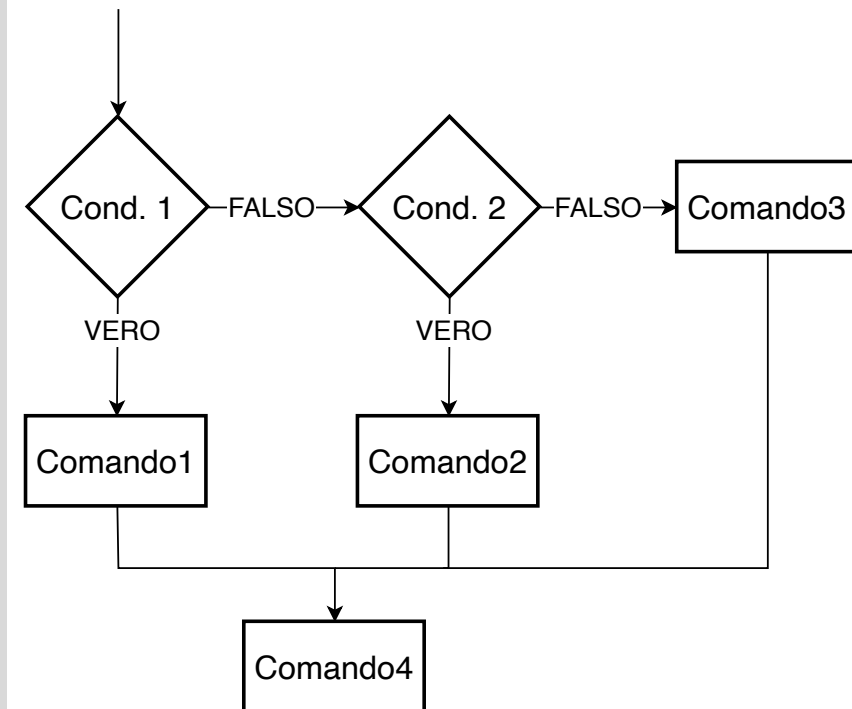 Cond. 1
FALSO
Cond. 2
FALSO
Comando3
VERO
VERO
Comando1
Comando2
Comando4